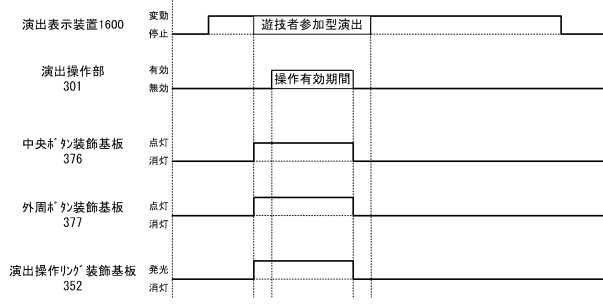 演出表示装置1600
変動
停止
遊技者参加型演出
演出操作部
301
有効
無効
操作有効期間
中央ボタン装飾基板
376
点灯
消灯
外周ボタン装飾基板
377
点灯
消灯
演出操作リング装飾基板
352
発光
消灯